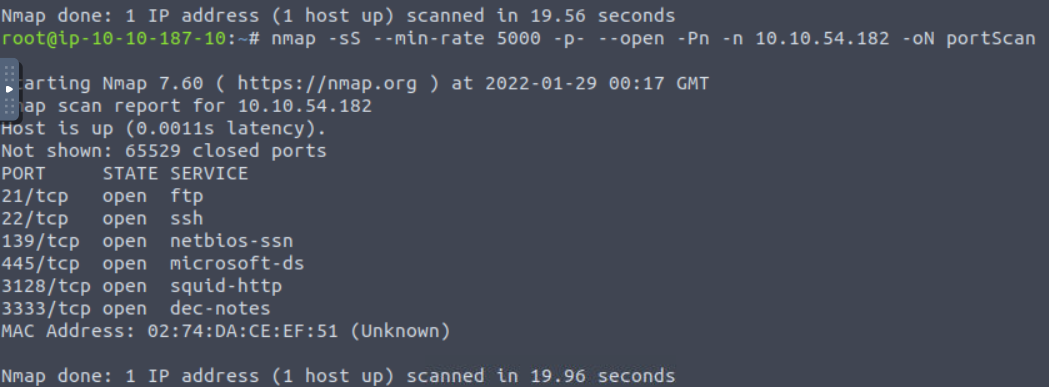 Nmap done: 1 IP address (1 host up) scanned in 19.56 seconds
root@ip-10-10-187-10:~# nmap -sS --min-rate 5000 -p- --open -Pn -n 10.10.54.182 -oN portScan
arting Nmap 7.60 ( https://nmap.org ) at 2022-01-29 00:17 GMT
ap scan report for 10.10.54.182
Host is up (0.0011s latency).
Not shown: 65529 closed ports
PORT     STATE SERVICE
21/tcp   open  ftp
22/tcp   open  ssh
139/tcp  open  netbios-ssn
445/tcp  open  microsoft-ds
3128/tcp open  squid-http
3333/tcp open  dec-notes
MAC Address: 02:74:DA:CE:EF:51 (Unknown)
Nmap done: 1 IP address (1 host up) scanned in 19.96 seconds